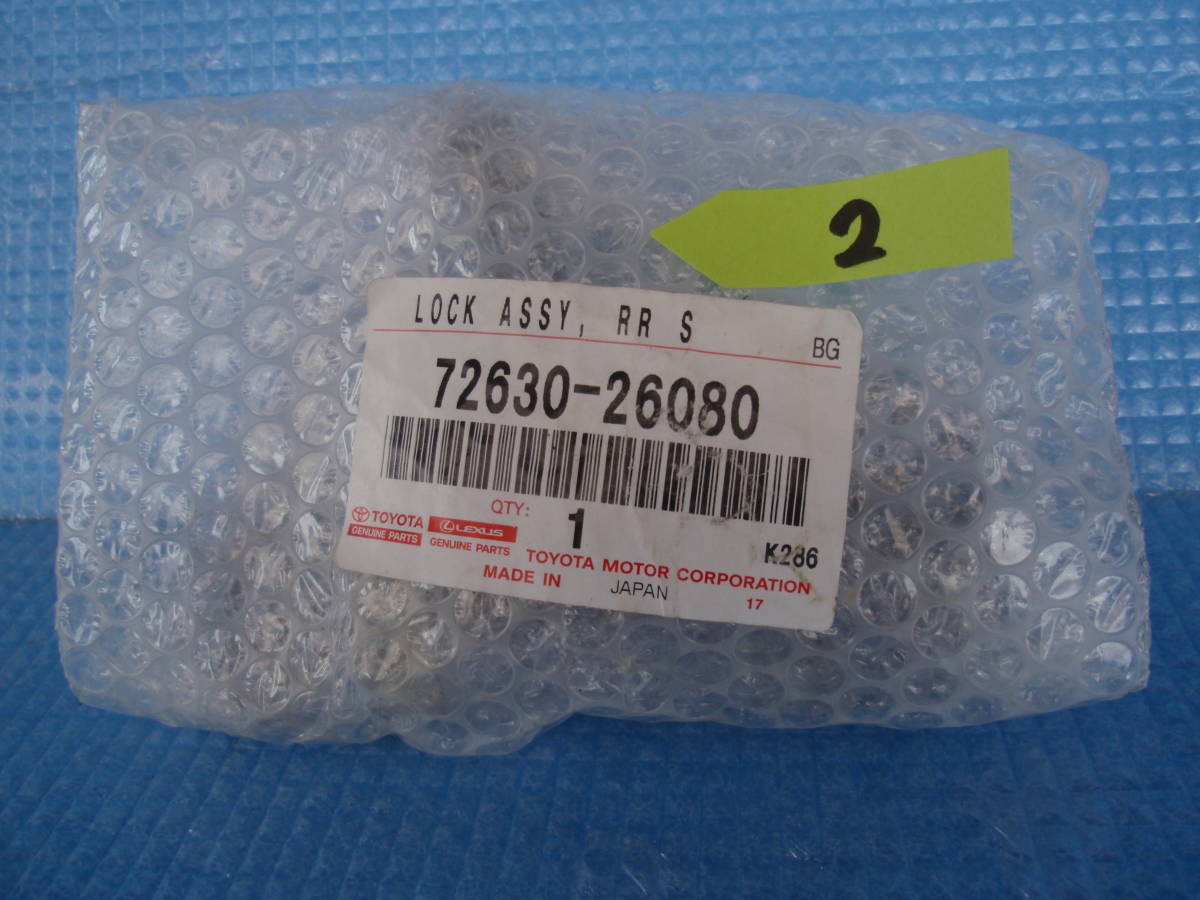 2
LOCK ASSY, RR S
BG
72630-26080
QTY: 1
TOYOTA GENUINE PARTS
LEXUS GENUINE PARTS
K286
TOYOTA MOTOR CORPORATION
MADE IN JAPAN 17